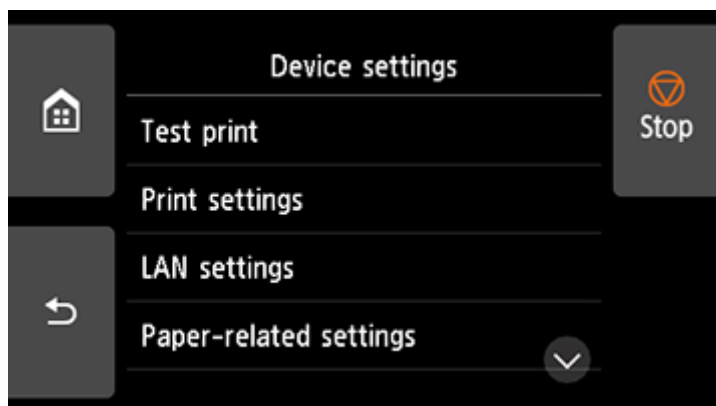 Device settings
Stop
Test print
Print settings
LAN settings
Paper-related settings